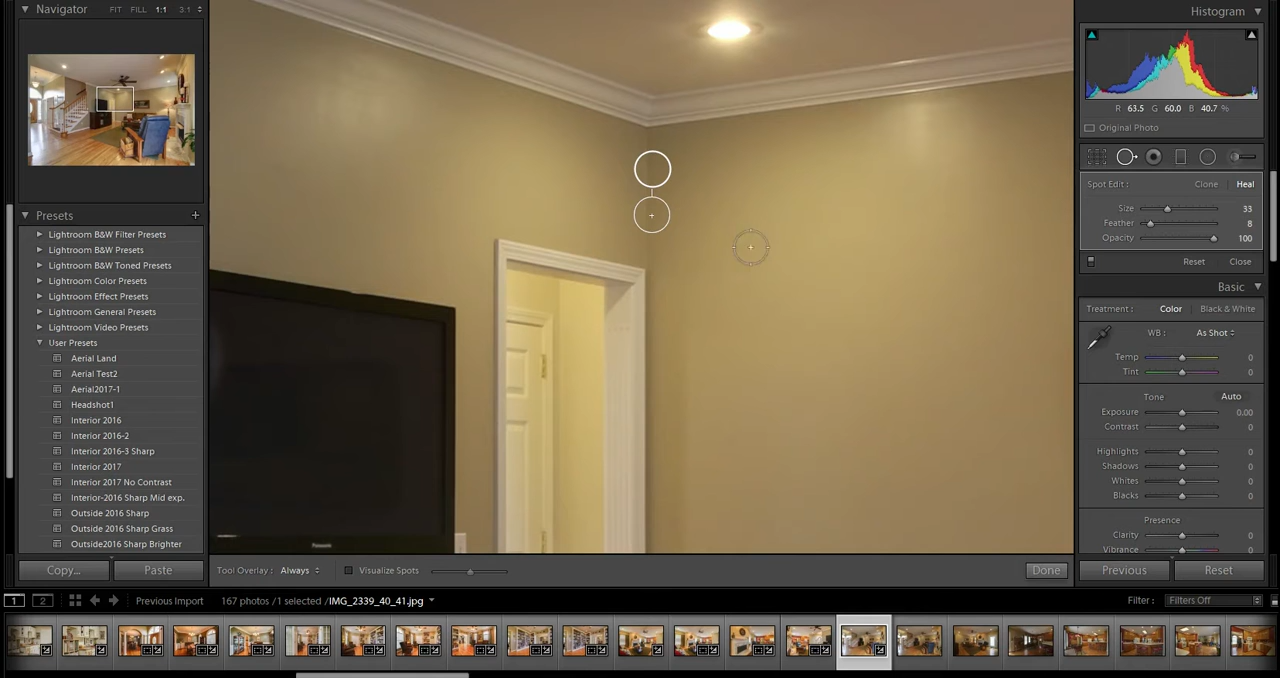 Navigator FIT FILL 1:1 3:1
Presets +
Lightroom B&W Filter Presets
Lightroom B&W Presets
Lightroom B&W Toned Presets
Lightroom Color Presets
Lightroom Effect Presets
Lightroom General Presets
Lightroom Video Presets
User Presets
Aerial Land
Aerial Test2
Aerial2017-1
Headshot1
Interior 2016
Interior 2016-2
Interior 2016-3 Sharp
Interior 2017
Interior 2017 No Contrast
Interior-2016 Sharp Mid exp.
Outside 2016 Sharp
Outside 2016 Sharp Grass
Outside2016 Sharp Brighter
Copy... Paste
Panasonic
Tool Overlay : Always Visualize Spots Done
Histogram
R 63.5 G 60.0 B 40.7 %
Original Photo
Spot Edit : Clone Heal
Size 33
Feather 8
Opacity 100
Reset Close
Basic
Treatment : Color Black & White
WB : As Shot
Temp 0
Tint 0
Tone Auto
Exposure 0.00
Contrast 0
Highlights 0
Shadows 0
Whites 0
Blacks 0
Presence
Clarity 0
Vibrance 0
Previous Reset
1 2 Previous Import 167 photos /1 selected /IMG_2339_40_41.jpg Filter : Filters Off